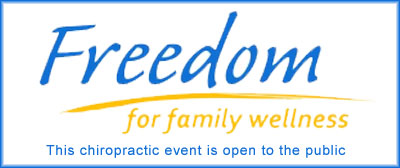 Freedom
for family wellness
This chiropractic event is open to the public